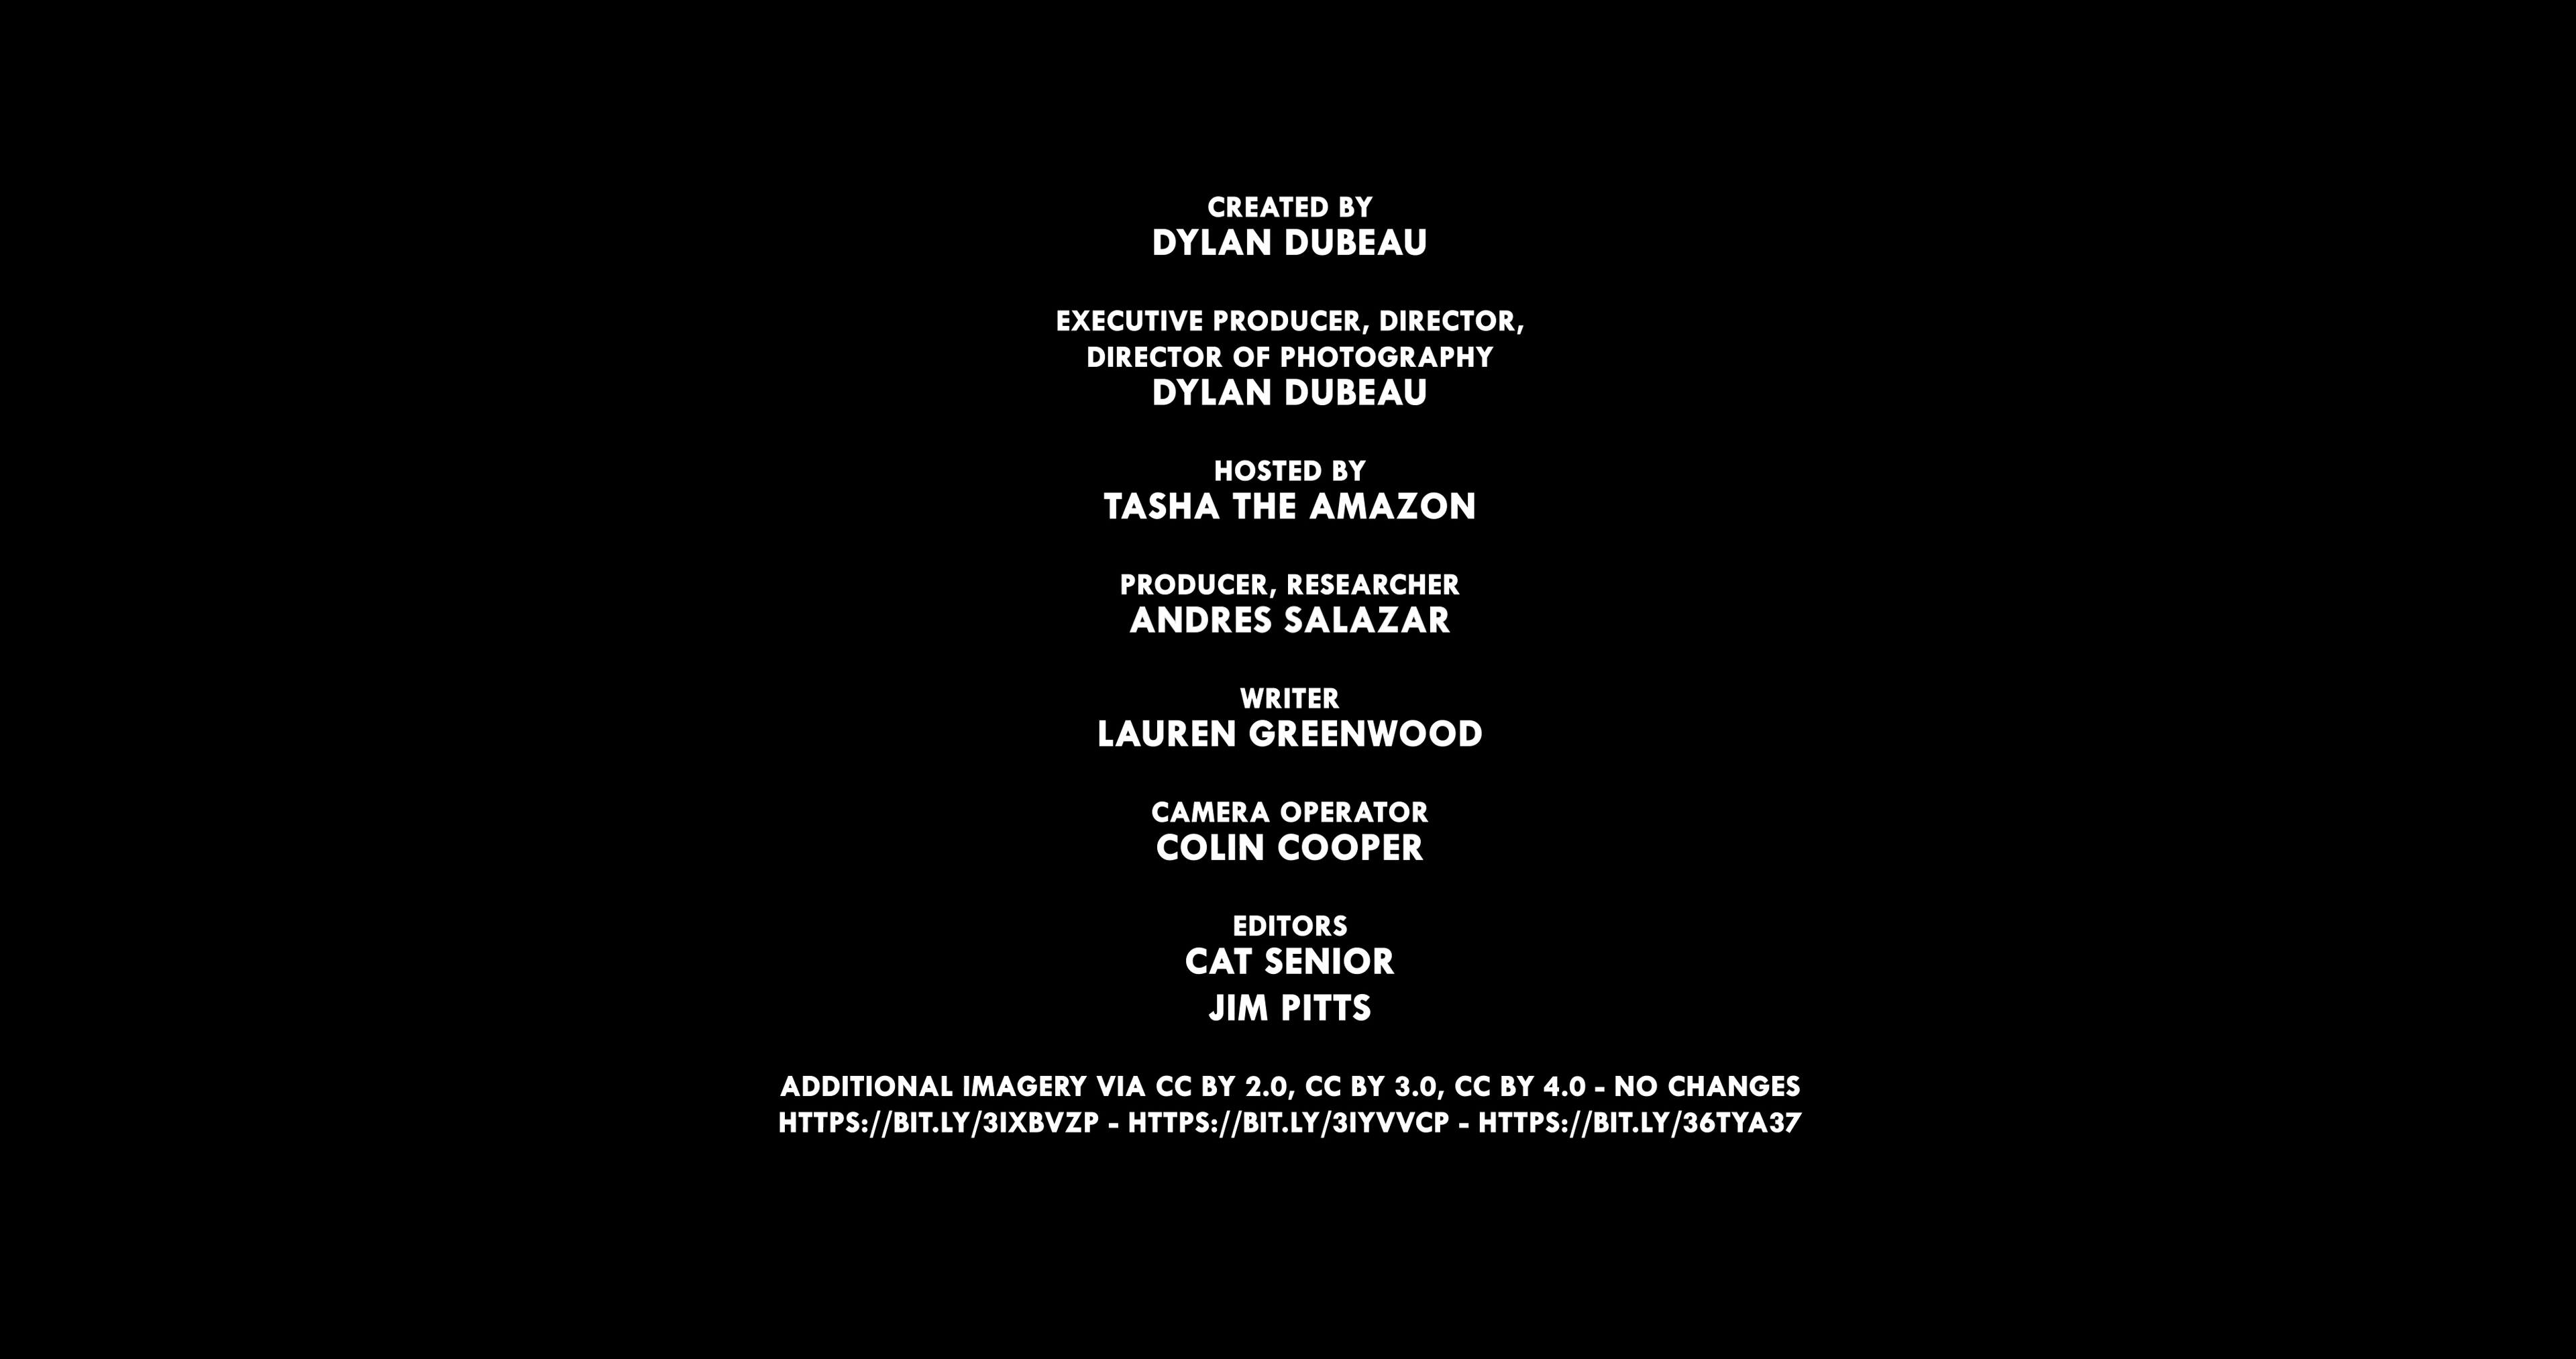 CREATED BY
DYLAN DUBEAU
EXECUTIVE PRODUCER, DIRECTOR,
DIRECTOR OF PHOTOGRAPHY
DYLAN DUBEAU
HOSTED BY
TASHA THE AMAZON
PRODUCER, RESEARCHER
ANDRES SALAZAR
WRITER
LAUREN GREENWOOD
CAMERA OPERATOR
COLIN COOPER
EDITORS
CAT SENIOR
JIM PITTS
ADDITIONAL IMAGERY VIA CC BY 2.0, CC BY 3.0, CC BY 4.0 - NO CHANGES
HTTPS://BIT.LY/3IXBVZP - HTTPS://BIT.LY/3IYVVCP - HTTPS://BIT.LY/36TYA37